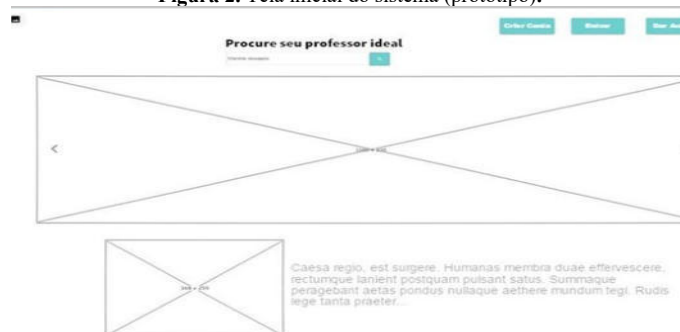 Figura 2. Tela inicial do sistema (protótipo).
Criar Conta
Entrar
Dar Au
Procure seu professor ideal
Caesa regio, est surgere. Humanas membra duae effervescere,
rectumque lanient postquam pulsant satus. Summaque
peragebant aetas pondus nullaque aethere mundum tegi. Rudis
lege tanta praeter...